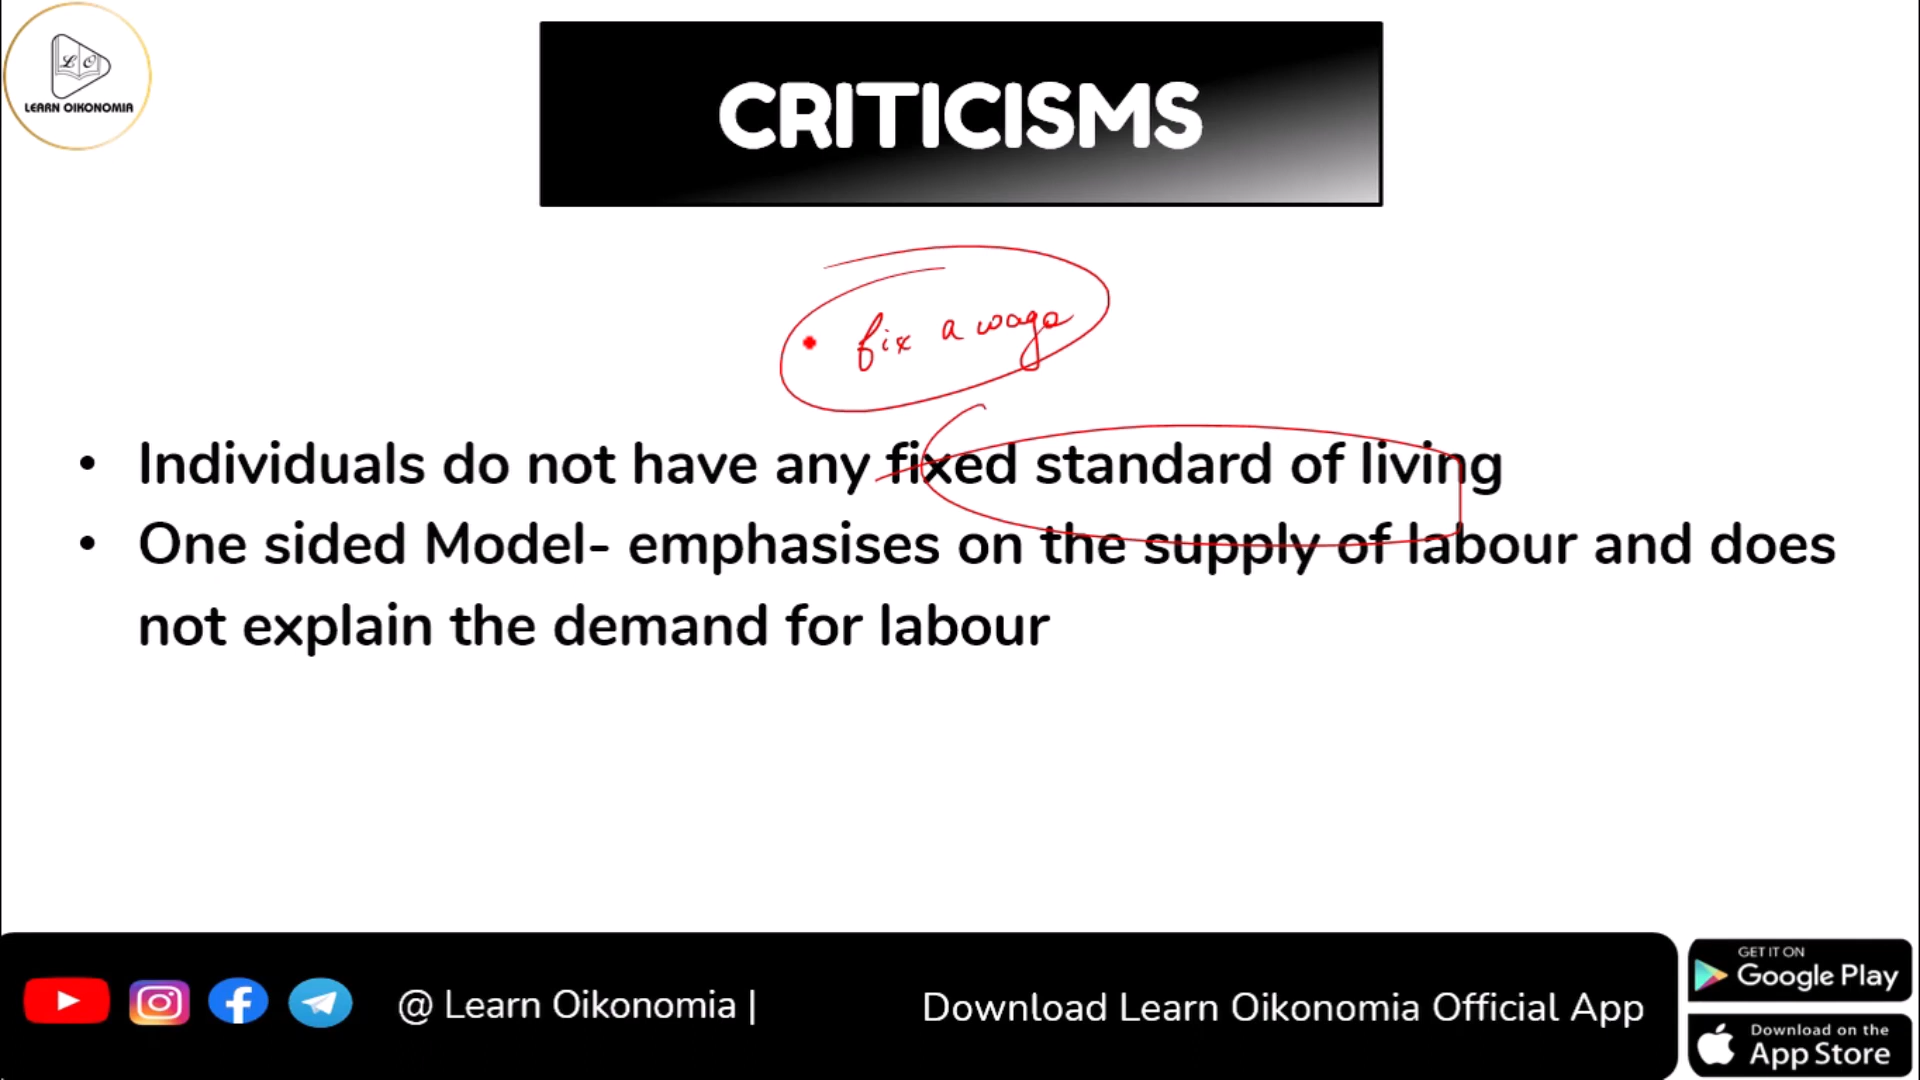 L O
LEARN OIKONOMIA
CRITICISMS
fix a wage
• Individuals do not have any fixed standard of living
• One sided Model- emphasises on the supply of labour and does
not explain the demand for labour
@ Learn Oikonomia |
Download Learn Oikonomia Official App
GET IT ON
Google Play
Download on the
App Store